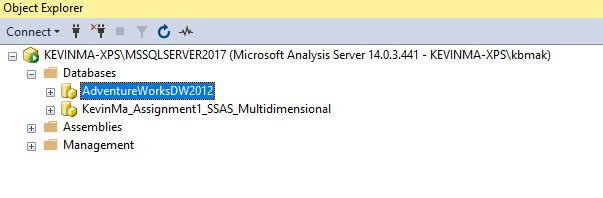 Object Explorer
Connect
KEVINMA-XPS\MSSQLSERVER2017 (Microsoft Analysis Server 14.0.3.441 - KEVINMA-XPS\kbmak)
Databases
AdventureWorksDW2012
KevinMa_Assignment1_SSAS_Multidimensional
Assemblies
Management